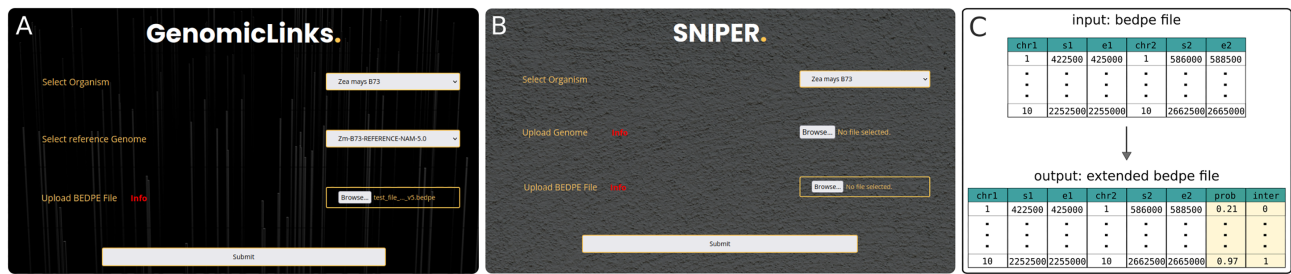 A
GenomicLinks.
Select Organism
Zea mays B73
Select reference Genome
Zm-B73-REFERENCE-NAM-5.0
Upload BEDPE File Info
Browse... test_file_..._v5.bedpe
Submit
B
SNIPER.
Select Organism
Zea mays B73
Upload Genome Info
Browse... No file selected.
Upload BEDPE File Info
Browse... No file selected.
Submit
C
input: bedpe file
chr1 s1 e1 chr2 s2 e2
1 422500 425000 1 586000 588500
10 2252500 2255000 10 2662500 2665000
output: extended bedpe file
chr1 s1 e1 chr2 s2 e2 prob inter
1 422500 425000 1 586000 588500 0.21 0
10 2252500 2255000 10 2662500 2665000 0.97 1